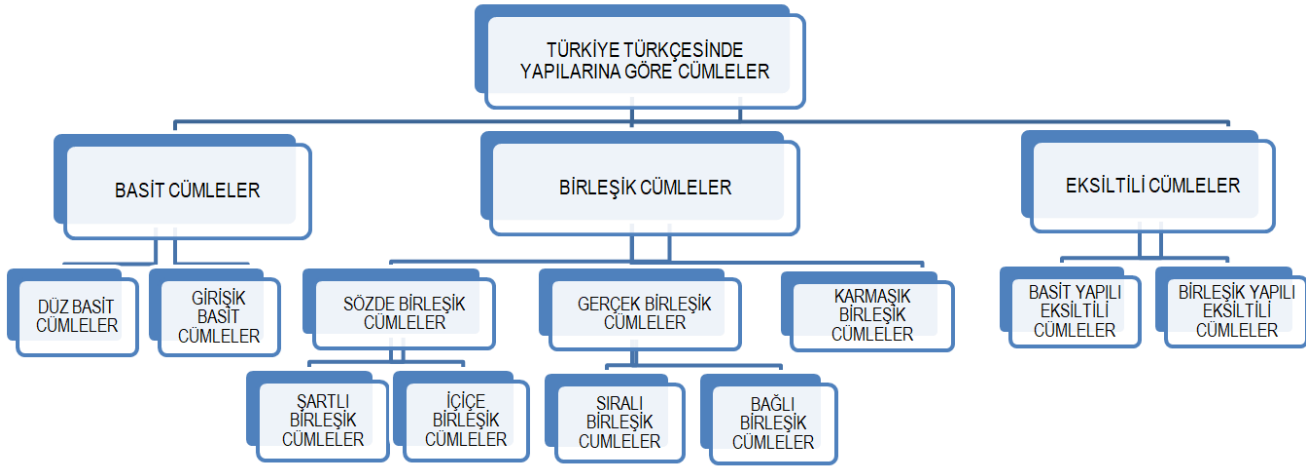 TÜRKİYE TÜRKÇESİNDE
YAPILARINA GÖRE CÜMLELER
BASİT CÜMLELER
BİRLEŞİK CÜMLELER
EKSİLTİLİ CÜMLELER
DÜZ BASİT
CÜMLELER
GİRİŞİK
BASİT
CÜMLELER
SÖZDE BİRLEŞİK
CÜMLELER
GERÇEK BİRLEŞİK
CÜMLELER
KARMAŞIK
BİRLEŞİK
CÜMLELER
BASİT YAPILI
EKSİLTİLİ
CÜMLELER
BİRLEŞİK YAPILI
EKSİLTİLİ
CÜMLELER
ŞARTLI
BİRLEŞİK
CÜMLELER
İÇİÇE
BİRLEŞİK
CÜMLELER
SIRALI
BİRLEŞİK
CUMLELER
BAĞLI
BİRLEŞİK
CÜMLELER